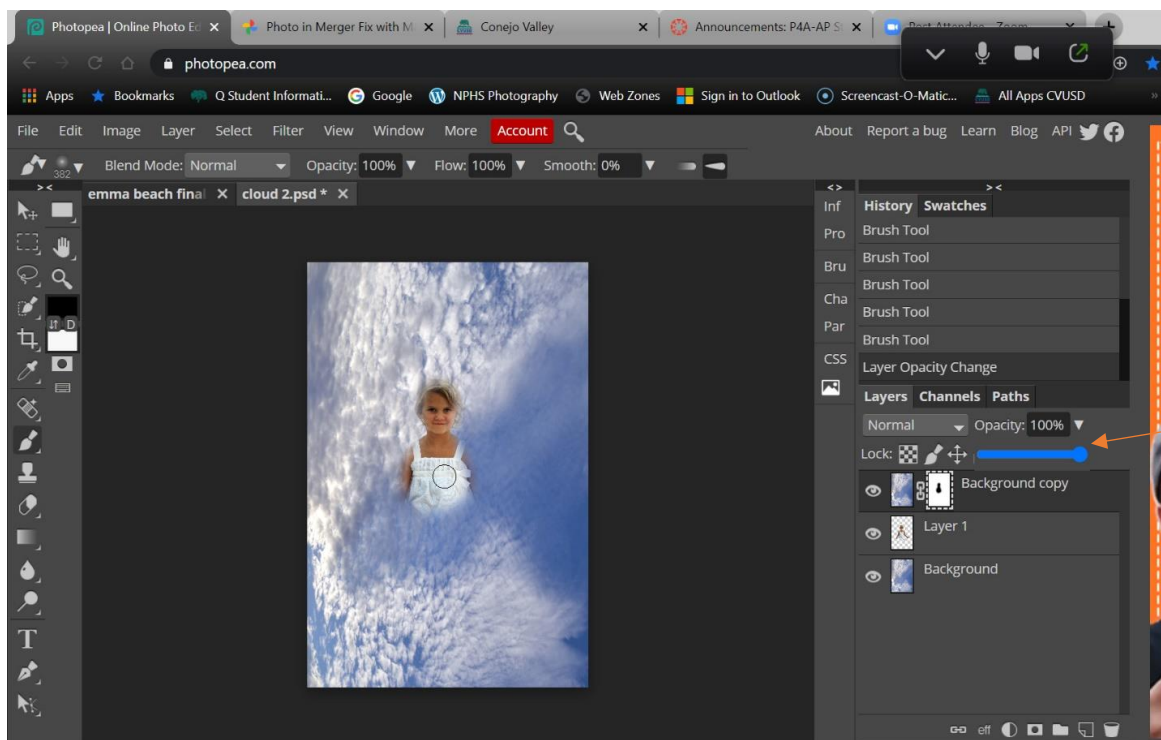 Photopea | Online Photo Ed
Photo in Merger Fix with M
Conejo Valley
Announcements: P4A-AP S
Post Attendee - Zoom
photopea.com
Apps Bookmarks Q Student Informati... Google NPHS Photography Web Zones Sign in to Outlook Screencast-O-Matic... All Apps CVUSD »
File Edit Image Layer Select Filter View Window More Account About Report a bug Learn Blog API
382 Blend Mode: Normal Opacity: 100% Flow: 100% Smooth: 0%
emma beach final cloud 2.psd *
Inf
Pro
Bru
Cha
Par
CSS
History Swatches
Brush Tool
Brush Tool
Brush Tool
Brush Tool
Brush Tool
Layer Opacity Change
Layers Channels Paths
Normal Opacity: 100%
Lock:
Background copy
Layer 1
Background
D
T
eff